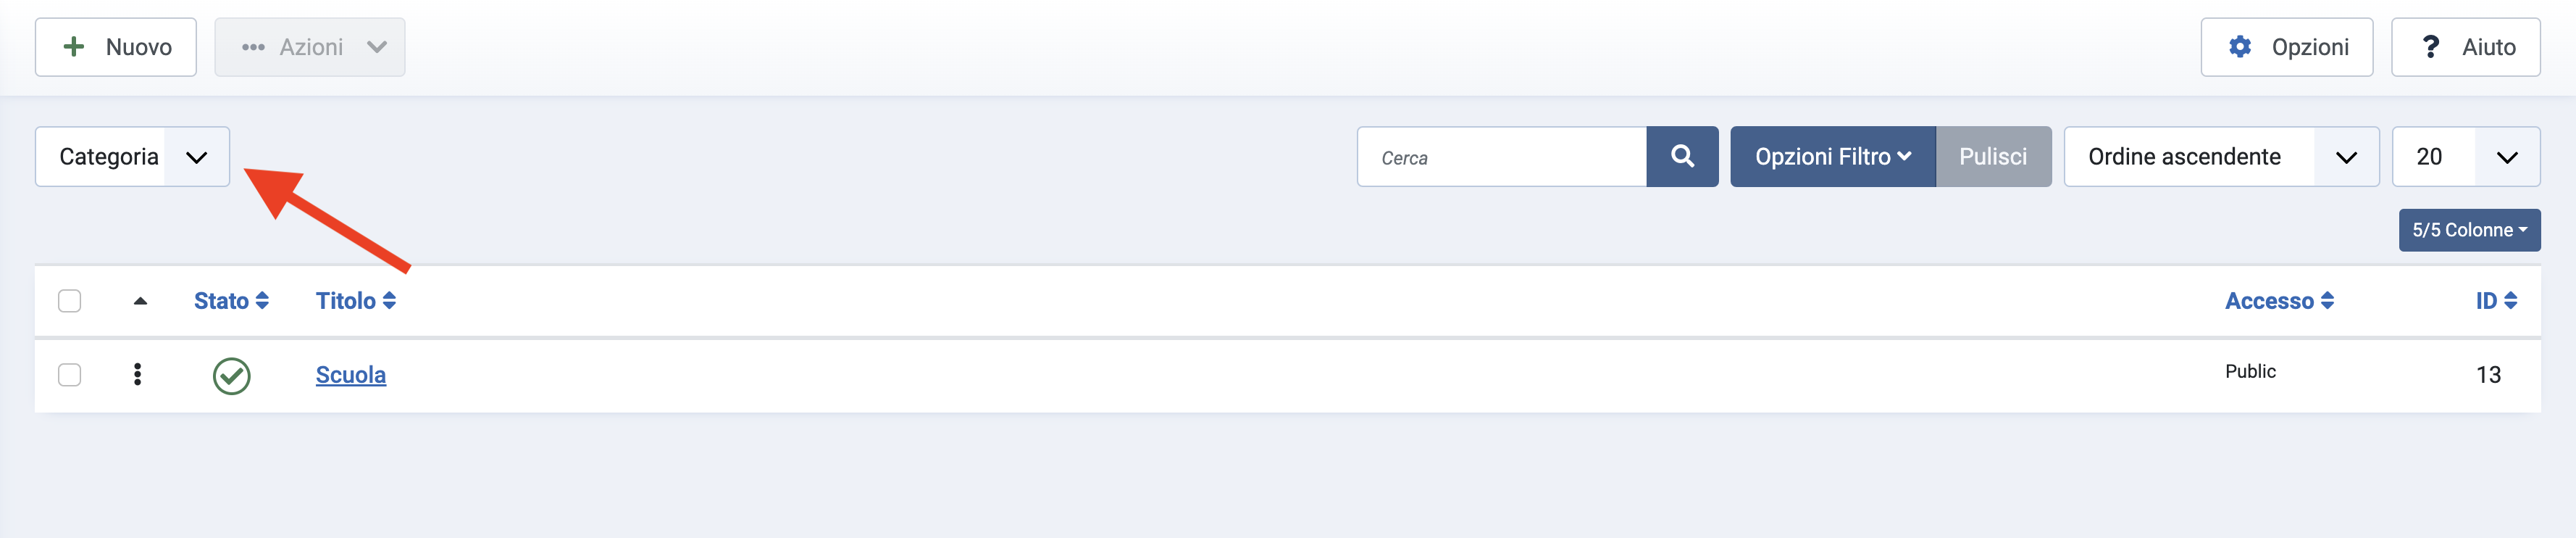 Nuovo
Azioni
Opzioni
Aiuto
Categoria
Cerca
Opzioni Filtro
Pulisci
Ordine ascendente
20
5/5 Colonne
Stato
Titolo
Accesso
ID
Scuola
Public
13